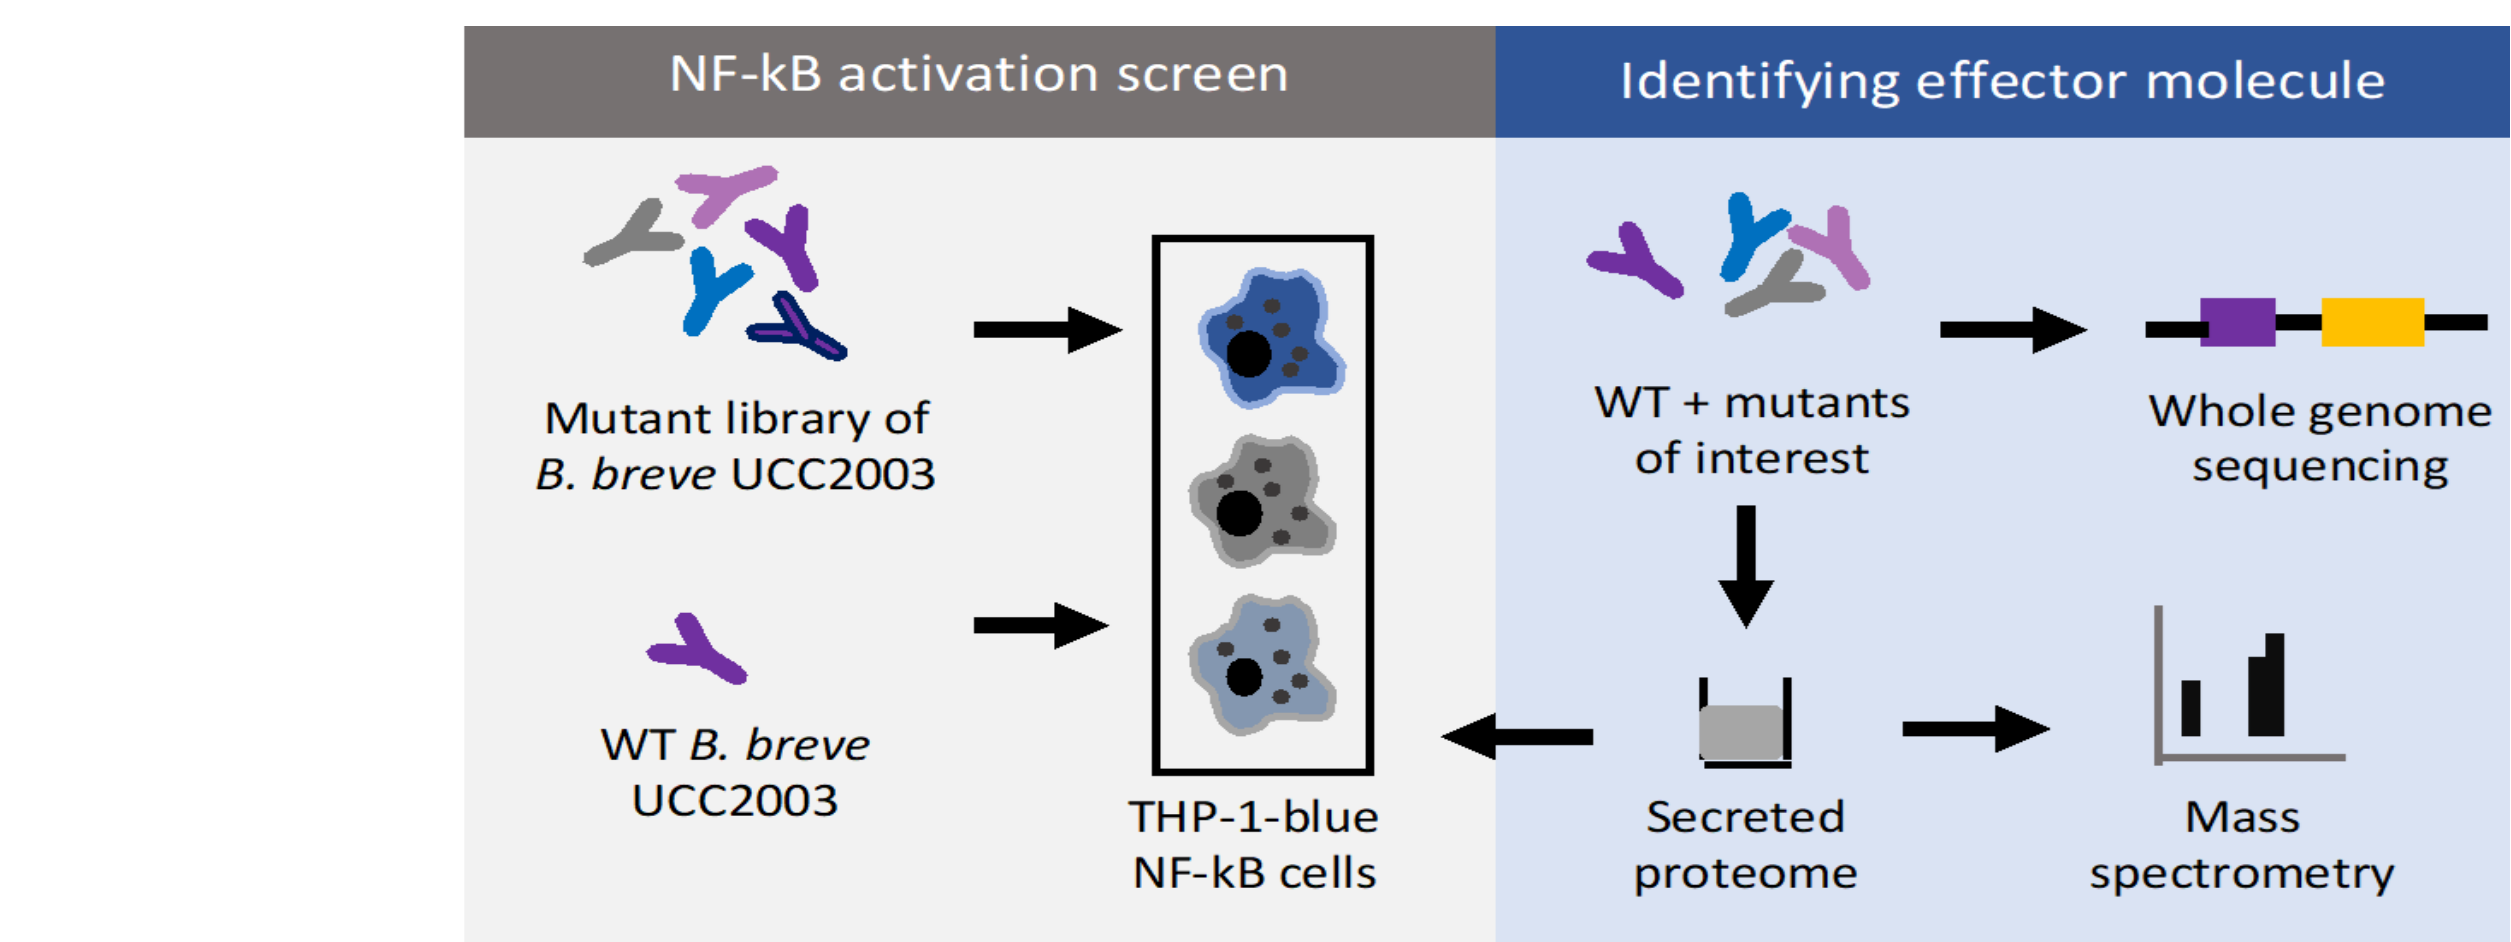 NF-kB activation screen
Mutant library of
B. breve UCC2003
WT B. breve
UCC2003
THP-1-blue
NF-kB cells
Identifying effector molecule
WT + mutants
of interest
Whole genome
sequencing
Secreted
proteome
Mass
spectrometry